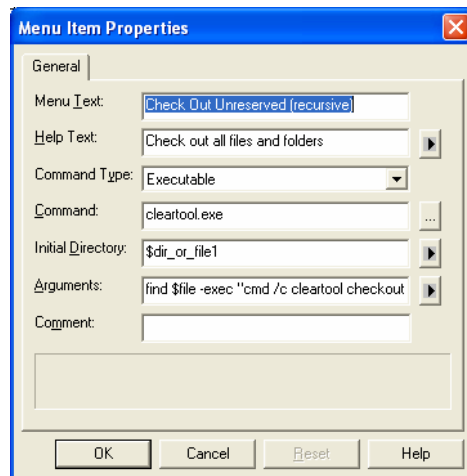 Menu Item Properties
General
Menu Text: Check Out Unreserved (recursive)
Help Text: Check out all files and folders
Command Type: Executable
Command: cleartool.exe ...
Initial Directory: $dir_or_file1
Arguments: find $file -exec "cmd /c cleartool checkout
Comment:
OK Cancel Reset Help